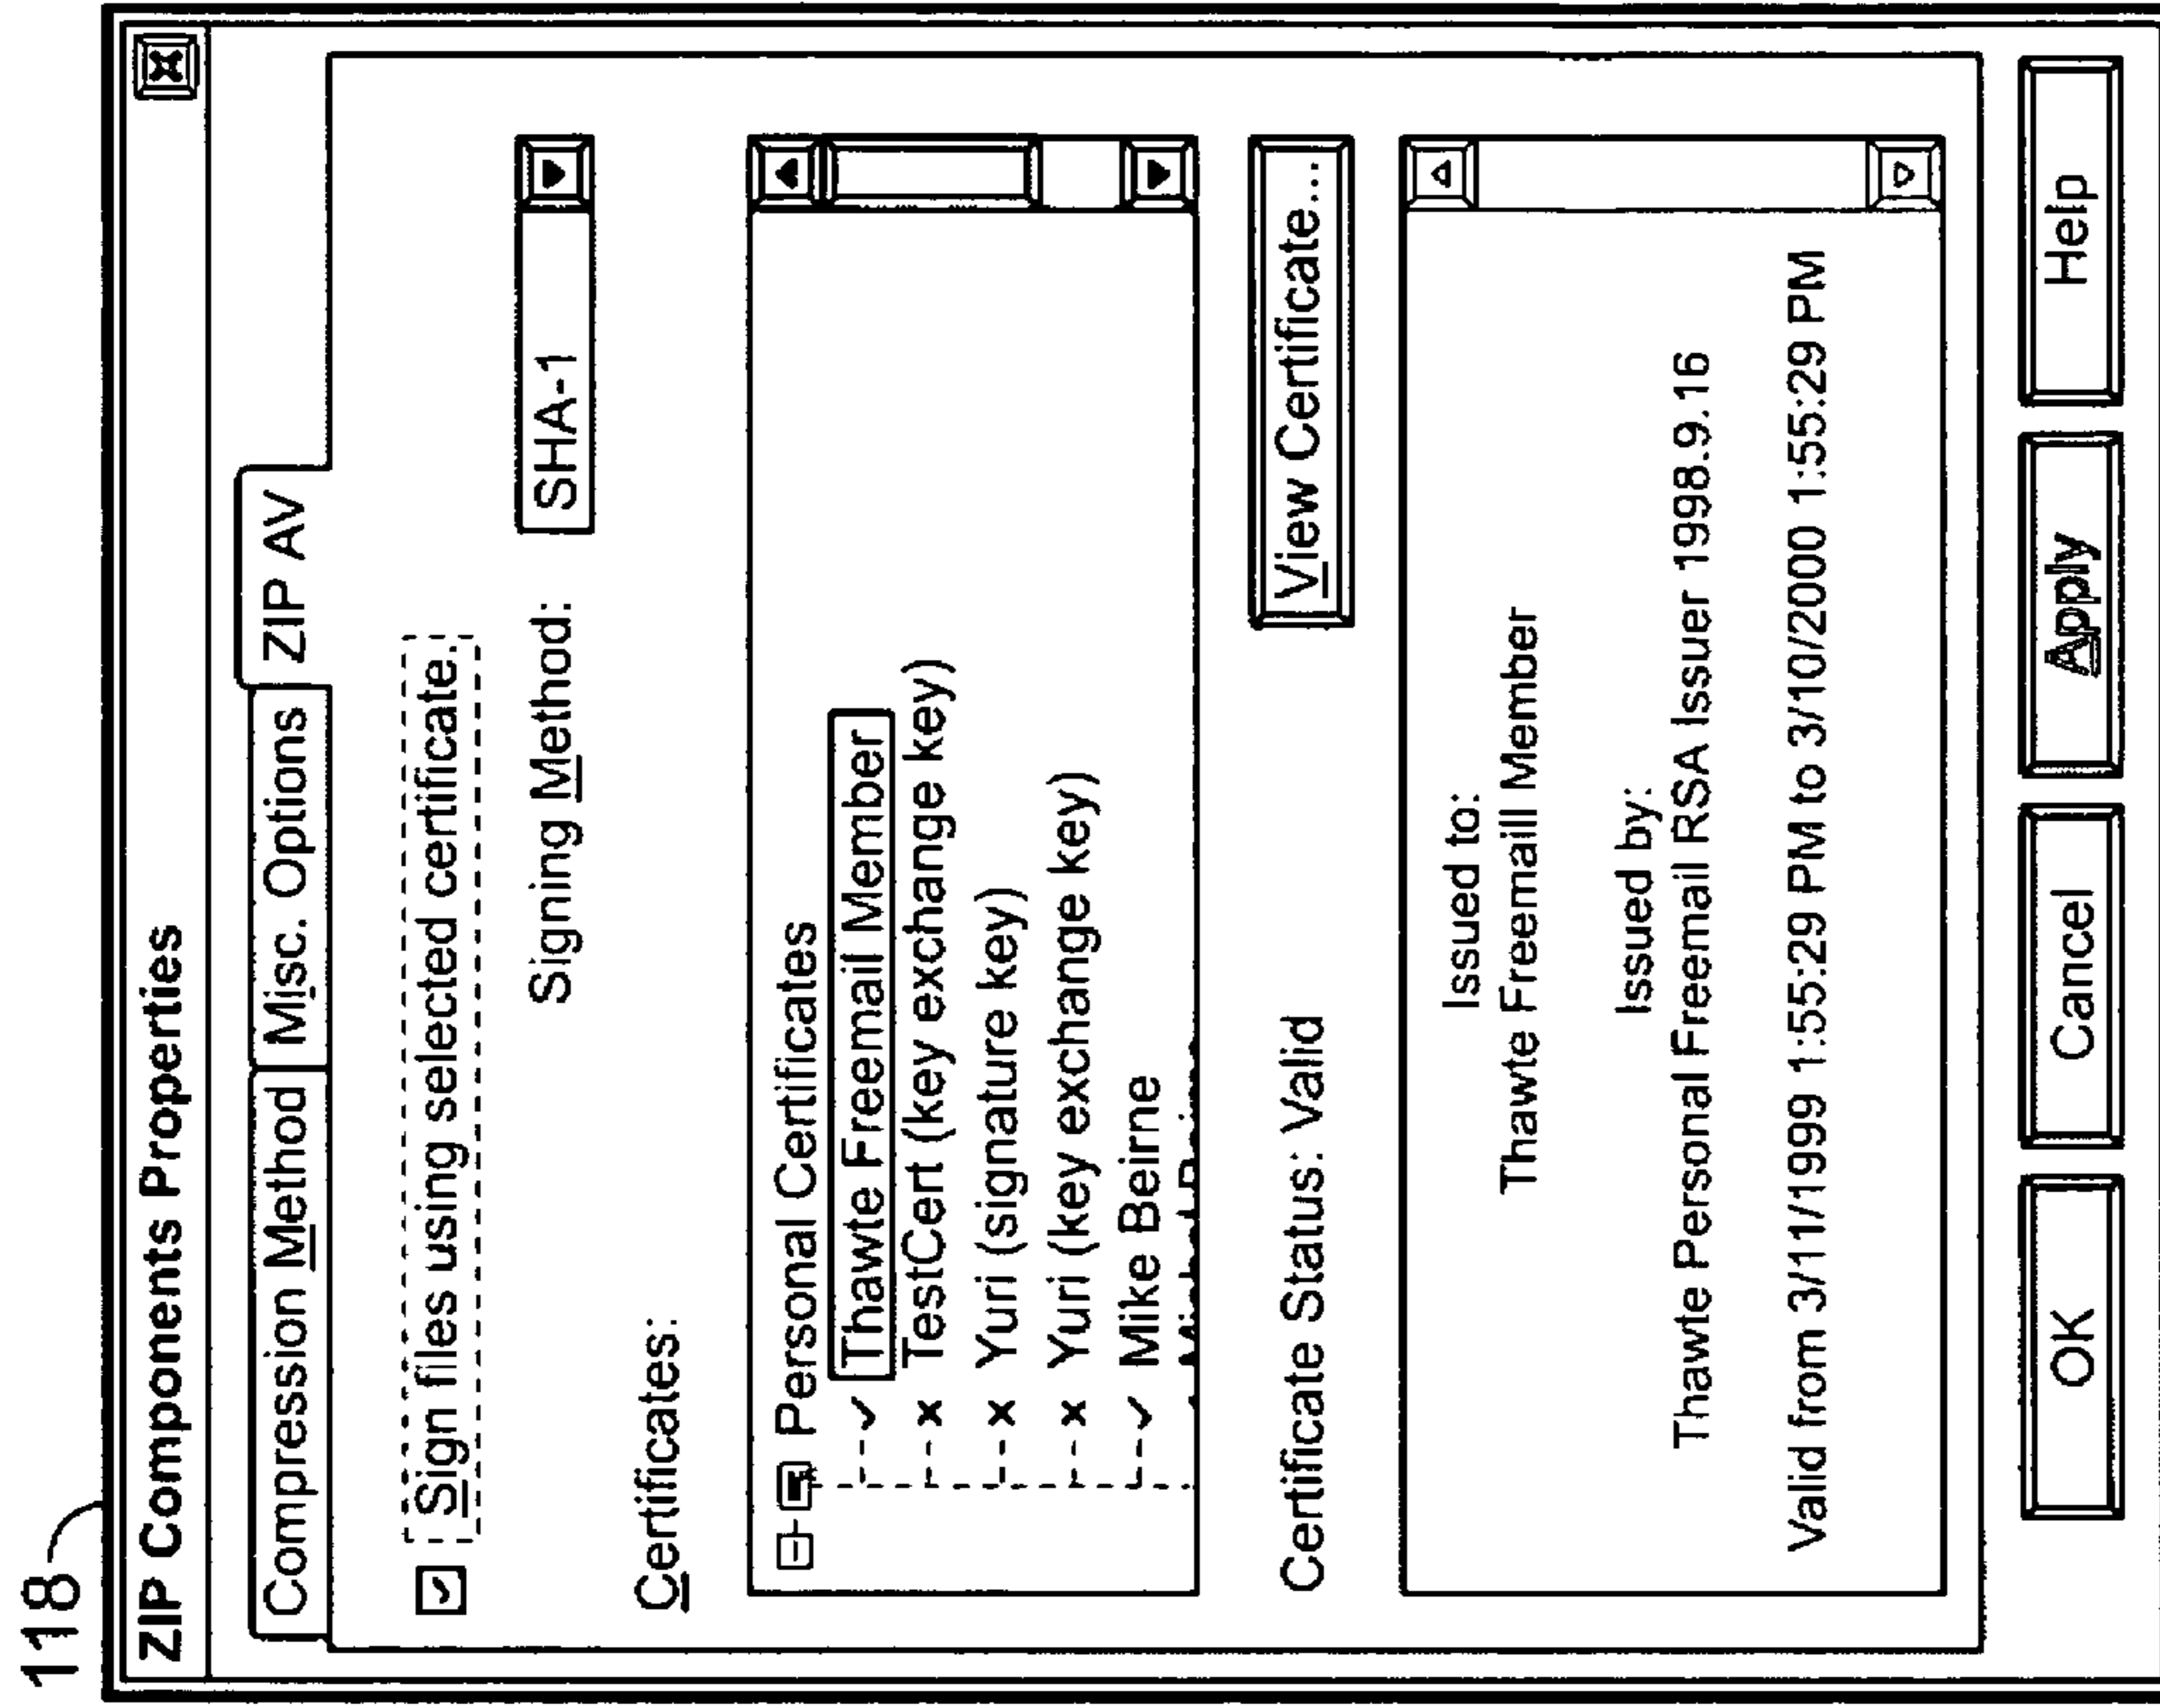 118
ZIP Components Properties
Compression Method Misc. Options ZIP AV
Sign files using selected certificate.
Signing Method: SHA-1
Certificates:
Personal Certificates
Thawte Freemail Member
TestCert (key exchange key)
Yuri (signature key)
Yuri (key exchange key)
Mike Beirne
Certificate Status: Valid View Certificate...
Issued to:
Thawte Freemaill Member
Issued by:
Thawte Personal Freemail RSA Issuer 1998.9.16
Valid from 3/11/1999 1:55:29 PM to 3/10/2000 1:55:29 PM
OK Cancel Apply Help